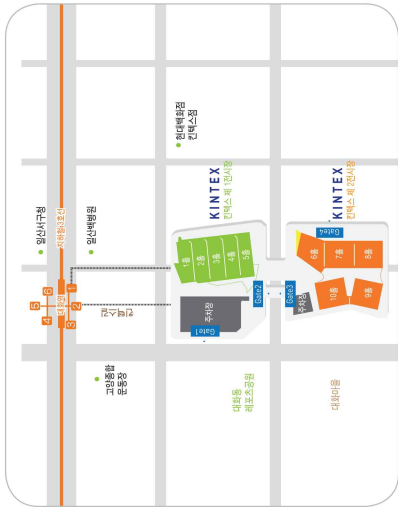 일산서구청
지하철3호선
대화역
1
2
3
4
5
6
일산백병원
고양종합
운동장
현대백화점
킨텍스점
KINTEX
킨텍스 제 1전시장
1홀
2홀
3홀
4홀
5홀
주차장
Gate1
Gate2
대화동
레포츠공원
KINTEX
킨텍스 제 2전시장
Gate4
6홀
7홀
8홀
9홀
10홀
주차장
Gate3
대화마을